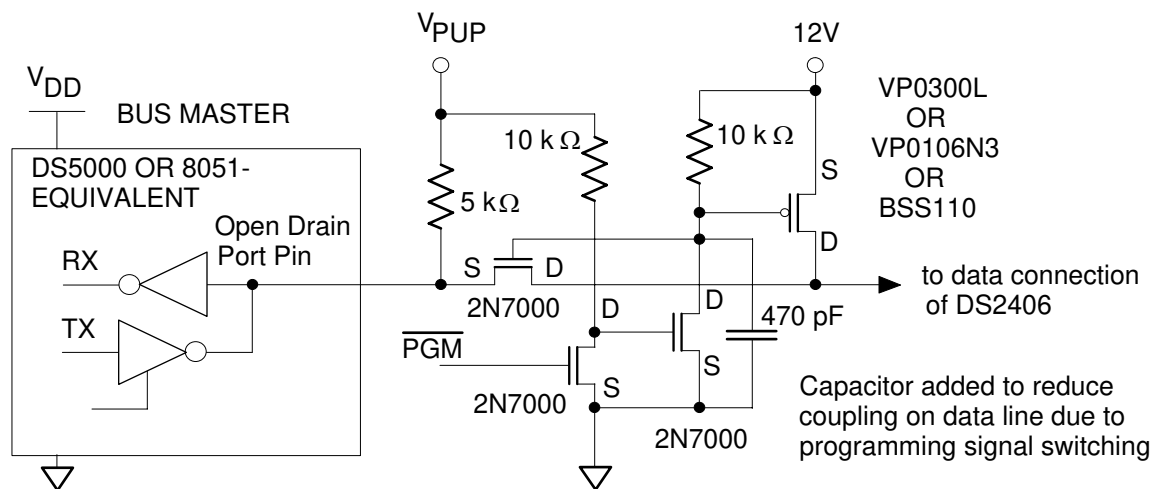 V_PUP
12V
V_DD
BUS MASTER
DS5000 OR 8051-
EQUIVALENT
Open Drain
Port Pin
RX
TX
10 k Ω
5 kΩ
10 kΩ
VP0300L
OR
VP0106N3
OR
BSS110
S
D
S
D
2N7000
to data connection
of DS2406
PGM
D
S
2N7000
D
S
2N7000
470 pF
Capacitor added to reduce
coupling on data line due to
programming signal switching